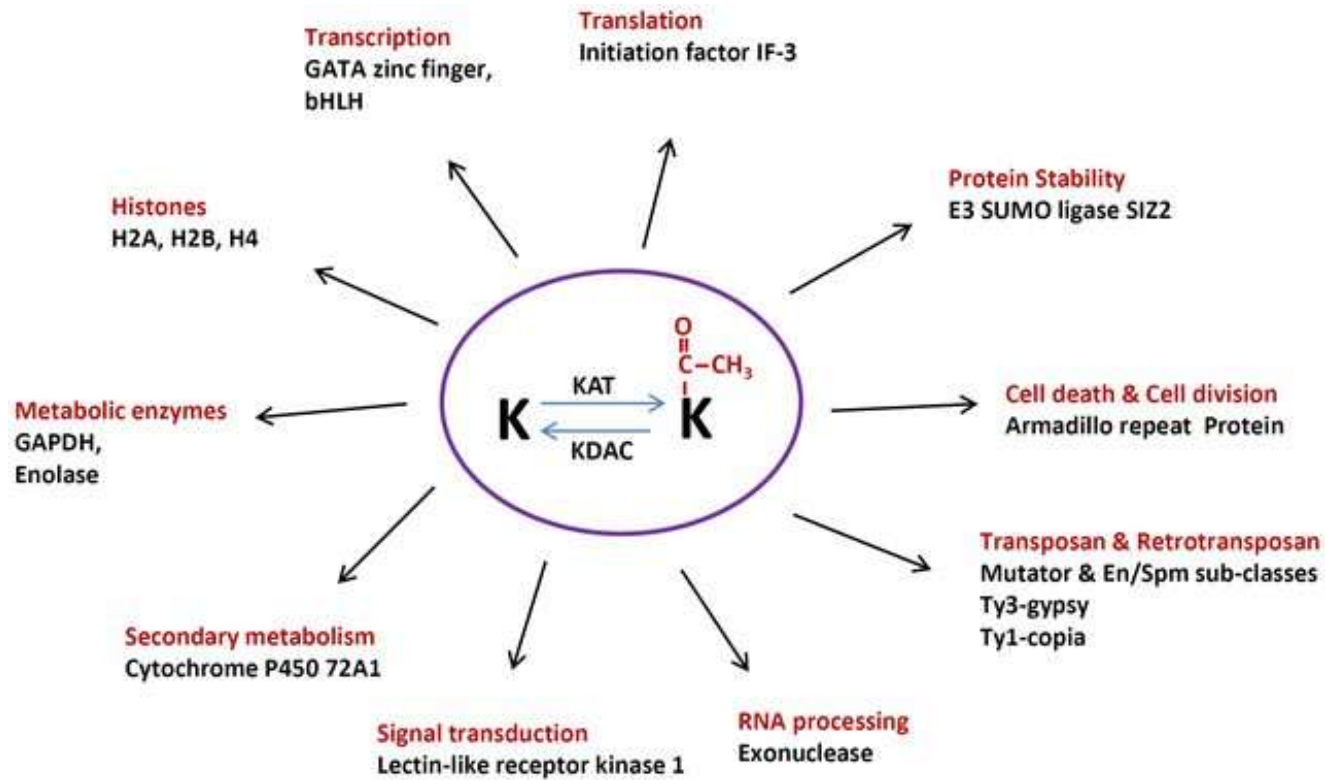 Transcription
GATA zinc finger,
bHLH
Translation
Initiation factor IF-3
Protein Stability
E3 SUMO ligase SIZ2
Histones
H2A, H2B, H4
O
C-CH3
K
KAT
KDAC
K
Cell death & Cell division
Armadillo repeat Protein
Metabolic enzymes
GAPDH,
Enolase
Transposan & Retrotransposan
Mutator & En/Spm sub-classes
Ty3-gypsy
Ty1-copia
Secondary metabolism
Cytochrome P450 72A1
Signal transduction
Lectin-like receptor kinase 1
RNA processing
Exonuclease